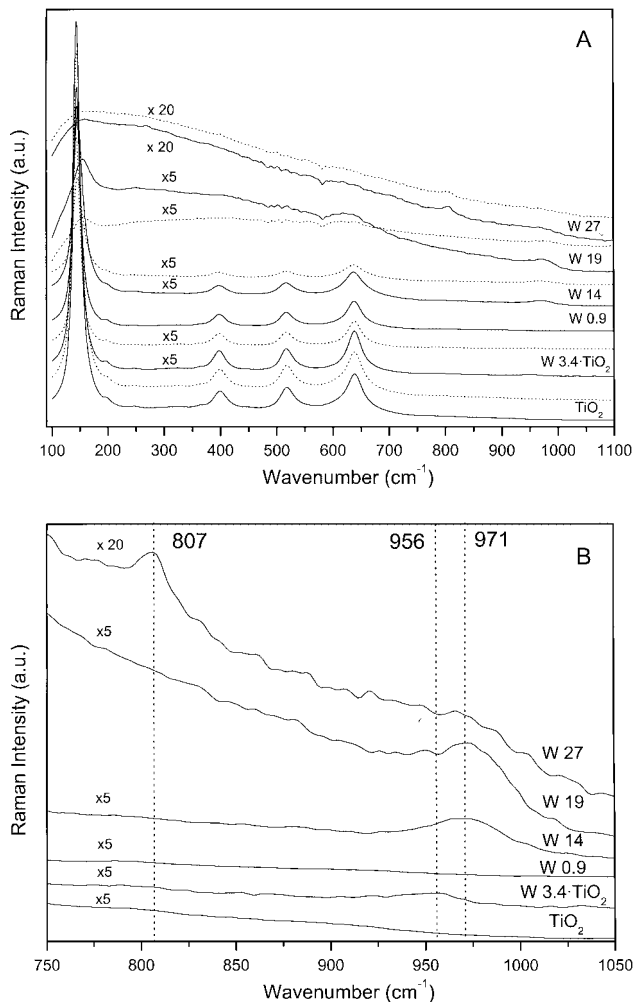 A
Raman Intensity (a.u.)
x 20
x 20
x5
x5
x5
x5
x5
x5
W 27
W 19
W 14
W 0.9
W 3.4·TiO₂
TiO₂
100 200 300 400 500 600 700 800 900 1000 1100
Wavenumber (cm⁻¹)
B
Raman Intensity (a.u.)
x 20
807
956
971
x5
x5
x5
x5
x5
W 27
W 19
W 14
W 0.9
W 3.4·TiO₂
TiO₂
750 800 850 900 950 1000 1050
Wavenumber (cm⁻¹)